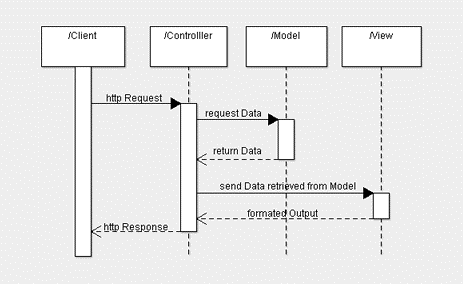 /Client
/Controlller
/Model
/View
http Request
request Data
return Data
send Data retrieved from Model
formated Output
http Response